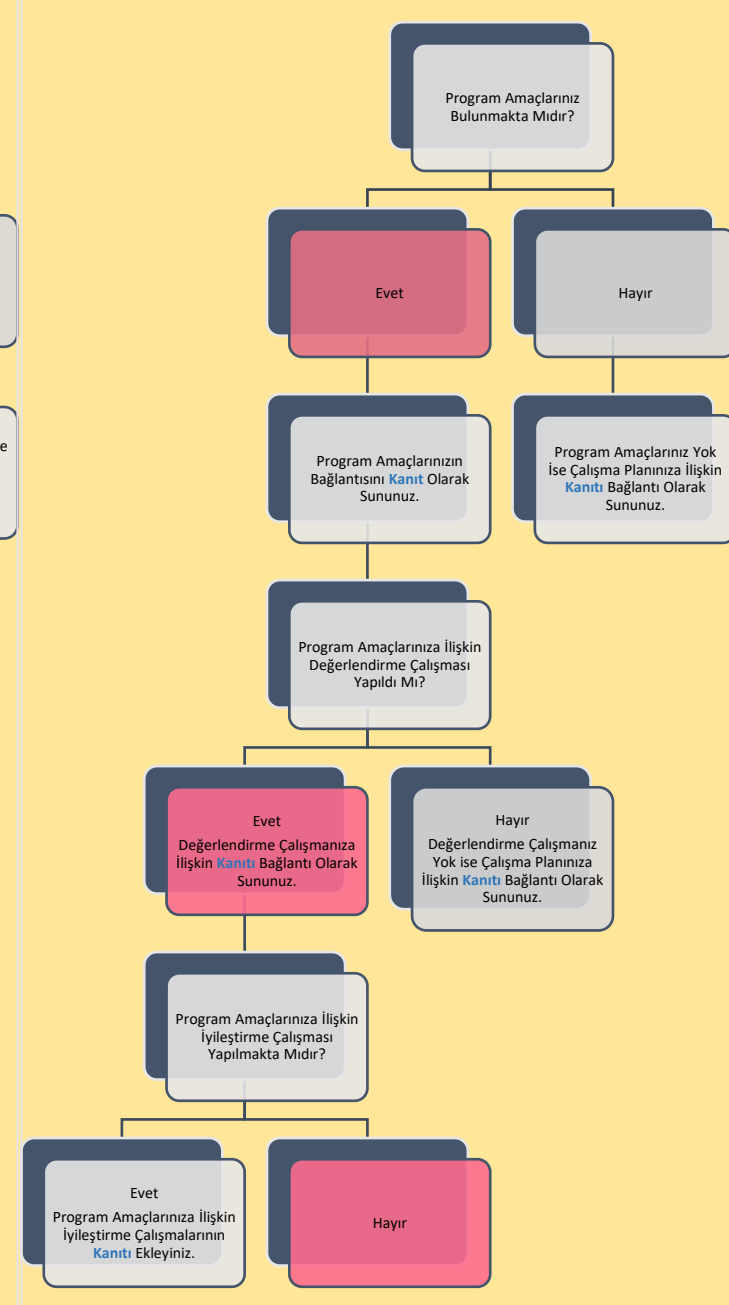 Program Amaçlarınız
Bulunmakta Mıdır?
Evet
Hayır
Program Amaçlarınızın
Bağlantısını Kanıt Olarak
Sununuz.
Program Amaçlarınız Yok
İse Çalışma Planınıza İlişkin
Kanıtı Bağlantı Olarak
Sununuz.
Program Amaçlarınıza İlişkin
Değerlendirme Çalışması
Yapıldı Mı?
Evet
Değerlendirme Çalışmanıza
İlişkin Kanıtı Bağlantı Olarak
Sununuz.
Hayır
Değerlendirme Çalışmanız
Yok ise Çalışma Planınıza
İlişkin Kanıtı Bağlantı Olarak
Sununuz.
Program Amaçlarınıza İlişkin
İyileştirme Çalışması
Yapılmakta Mıdır?
Evet
Program Amaçlarınıza İlişkin
İyileştirme Çalışmalarının
Kanıtı Ekleyiniz.
Hayır